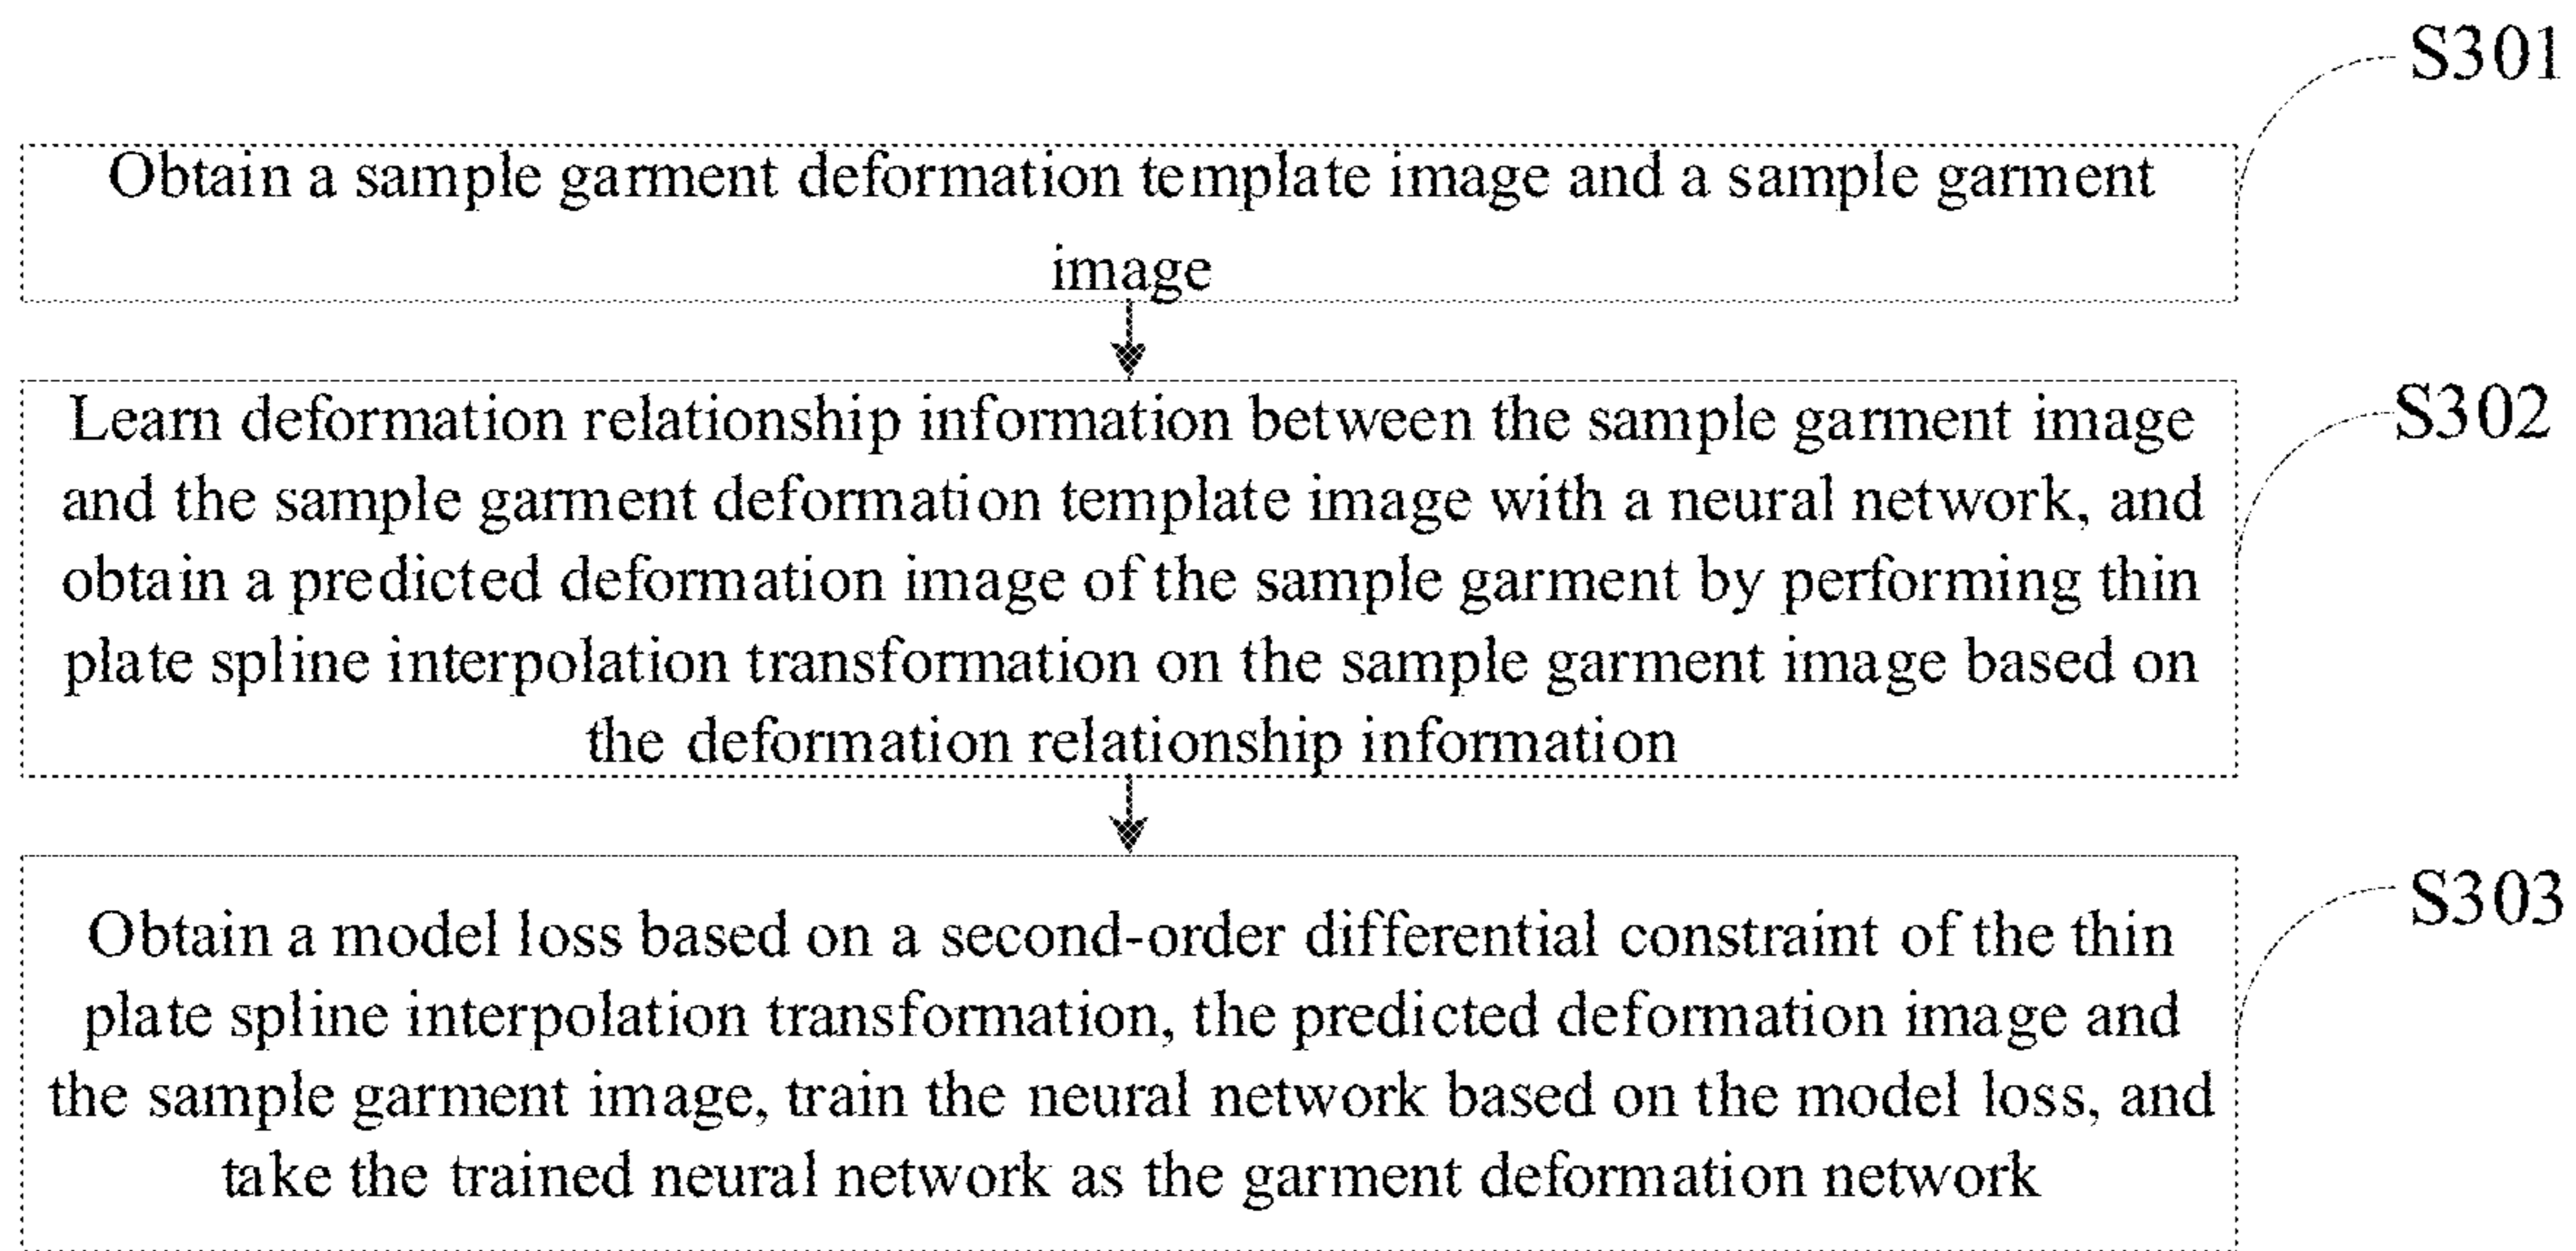 S301
Obtain a sample garment deformation template image and a sample garment
image
S302
Learn deformation relationship information between the sample garment image
and the sample garment deformation template image with a neural network, and
obtain a predicted deformation image of the sample garment by performing thin
plate spline interpolation transformation on the sample garment image based on
the deformation relationship information
S303
Obtain a model loss based on a second-order differential constraint of the thin
plate spline interpolation transformation, the predicted deformation image and
the sample garment image, train the neural network based on the model loss, and
take the trained neural network as the garment deformation network